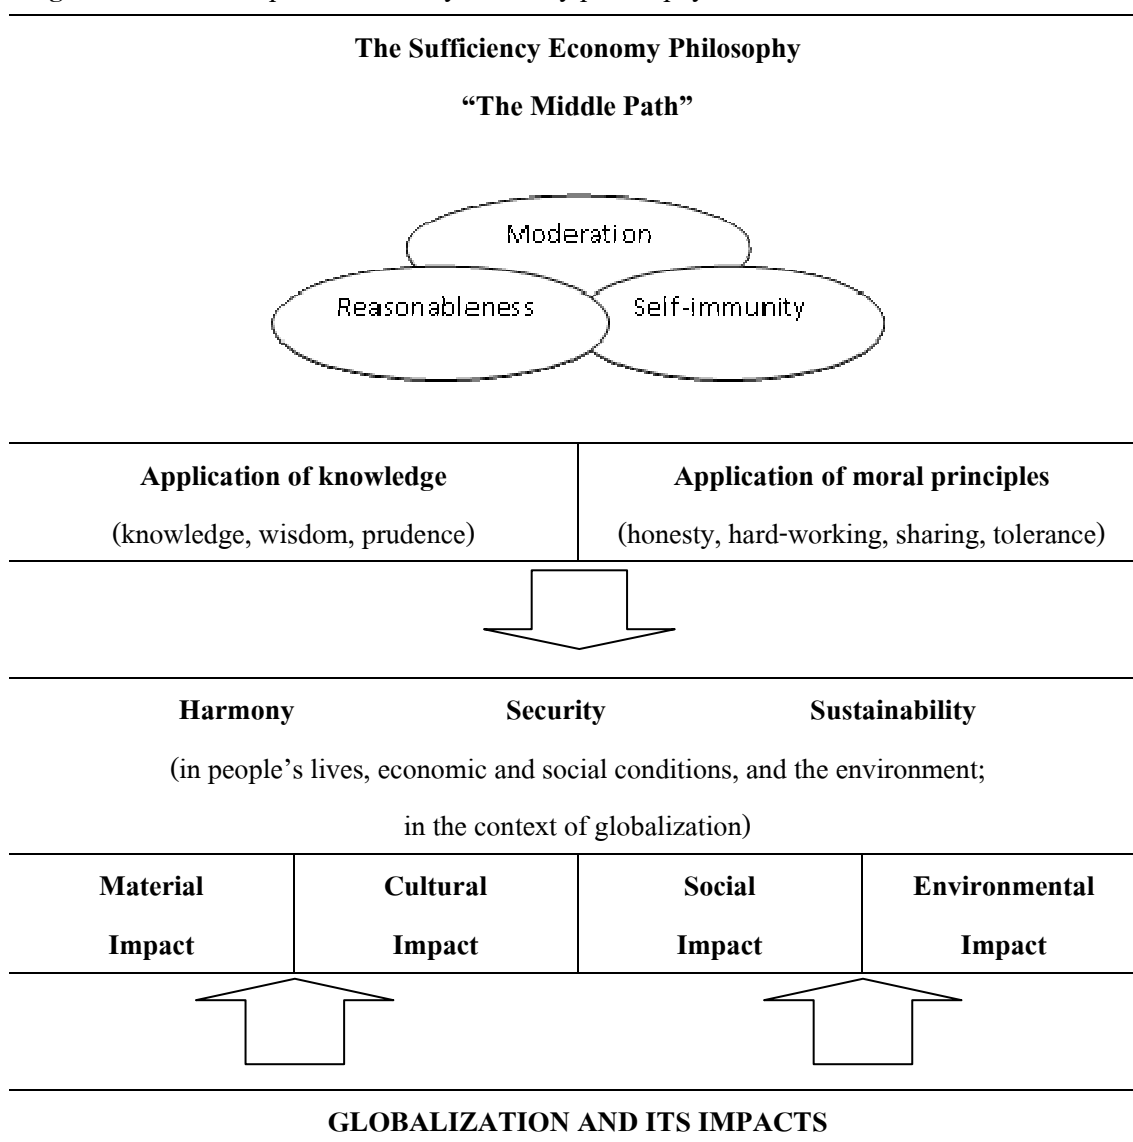 The Sufficiency Economy Philosophy
“The Middle Path”
Moderation
Reasonableness
Self-immunity
Application of knowledge
(knowledge, wisdom, prudence)
Application of moral principles
(honesty, hard-working, sharing, tolerance)
Harmony Security Sustainability
(in people’s lives, economic and social conditions, and the environment;
in the context of globalization)
Material
Impact
Cultural
Impact
Social
Impact
Environmental
Impact
GLOBALIZATION AND ITS IMPACTS